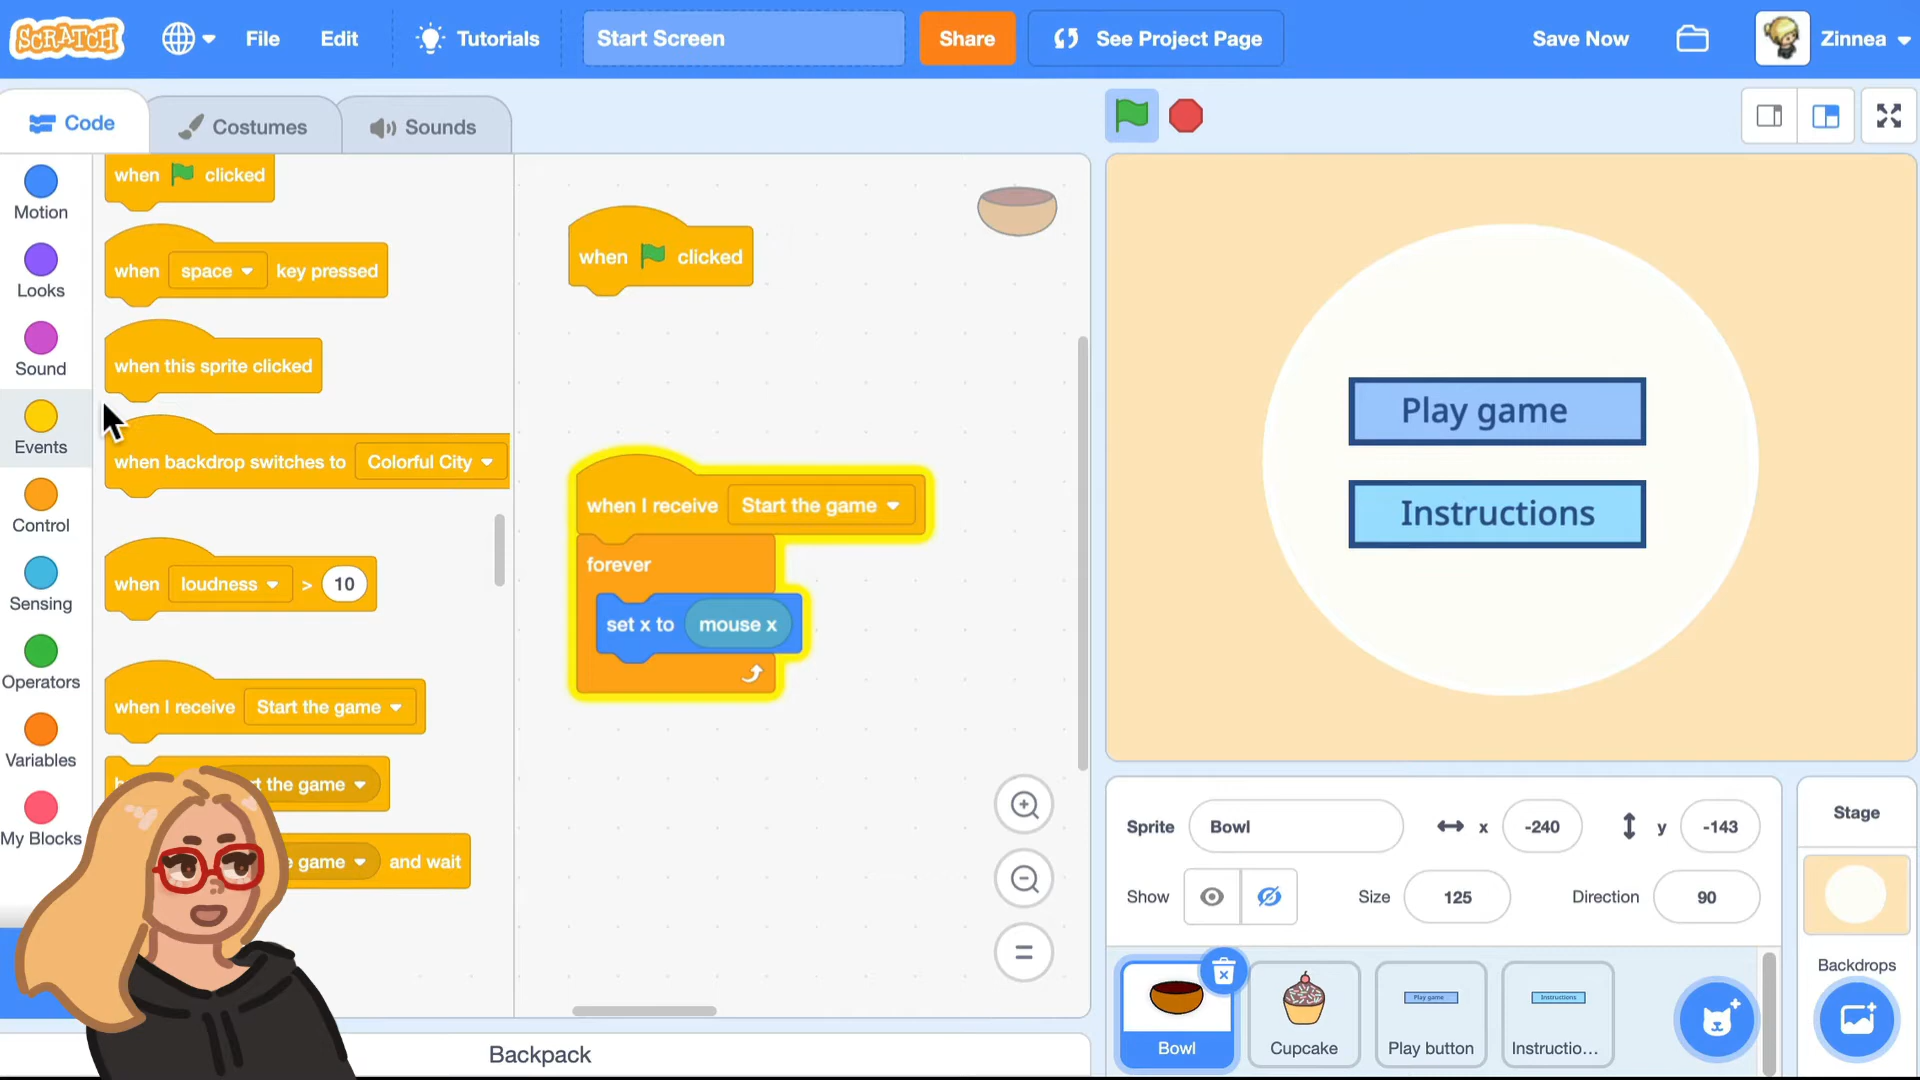 SCRATCH
File
Edit
Tutorials
Start Screen
Share
See Project Page
Save Now
Zinnea
Code
Costumes
Sounds
Motion
Looks
Sound
Events
Control
Sensing
Operators
Variables
My Blocks
when clicked
when space key pressed
when this sprite clicked
when backdrop switches to Colorful City
when loudness > 10
when I receive Start the game
the game
game and wait
when clicked
when I receive Start the game
forever
set x to mouse x
Backpack
Play game
Instructions
Sprite Bowl x -240 y -143
Show Size 125 Direction 90
Bowl
Cupcake
Play game
Play button
Instructions
Instructio...
Stage
Backdrops